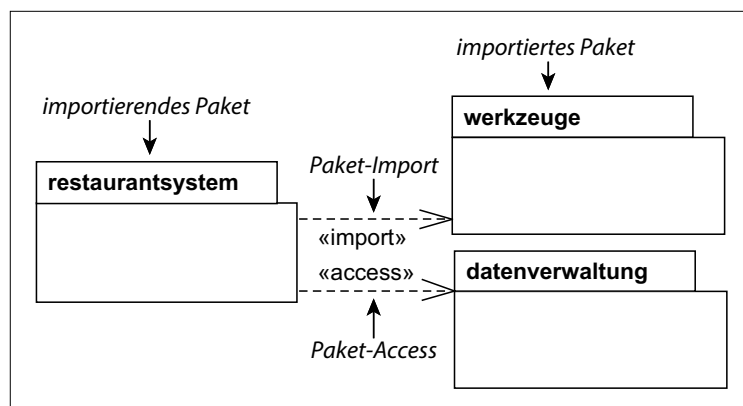 importiertes Paket
importierendes Paket
werkzeuge
Paket-Import
restaurantsystem
«import»
«access»
datenverwaltung
Paket-Access